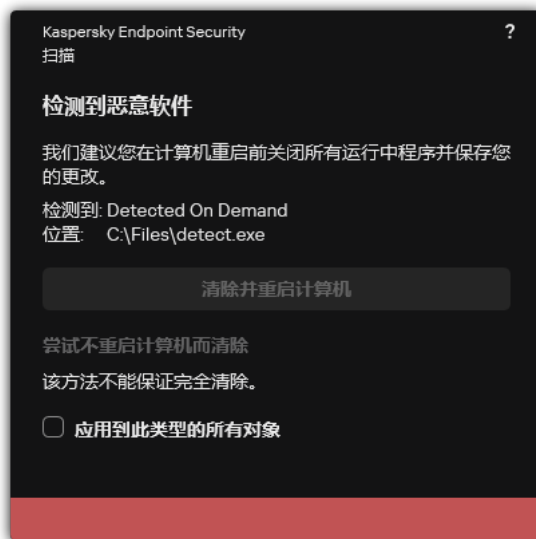 Kaspersky Endpoint Security
?
扫描
检测到恶意软件
我们建议您在计算机重启前关闭所有运行中程序并保存您
的更改。
检测到: Detected On Demand
位置: C:\Files\detect.exe
清除并重启计算机
尝试不重启计算机而清除
该方法不能保证完全清除。
应用到此类型的所有对象